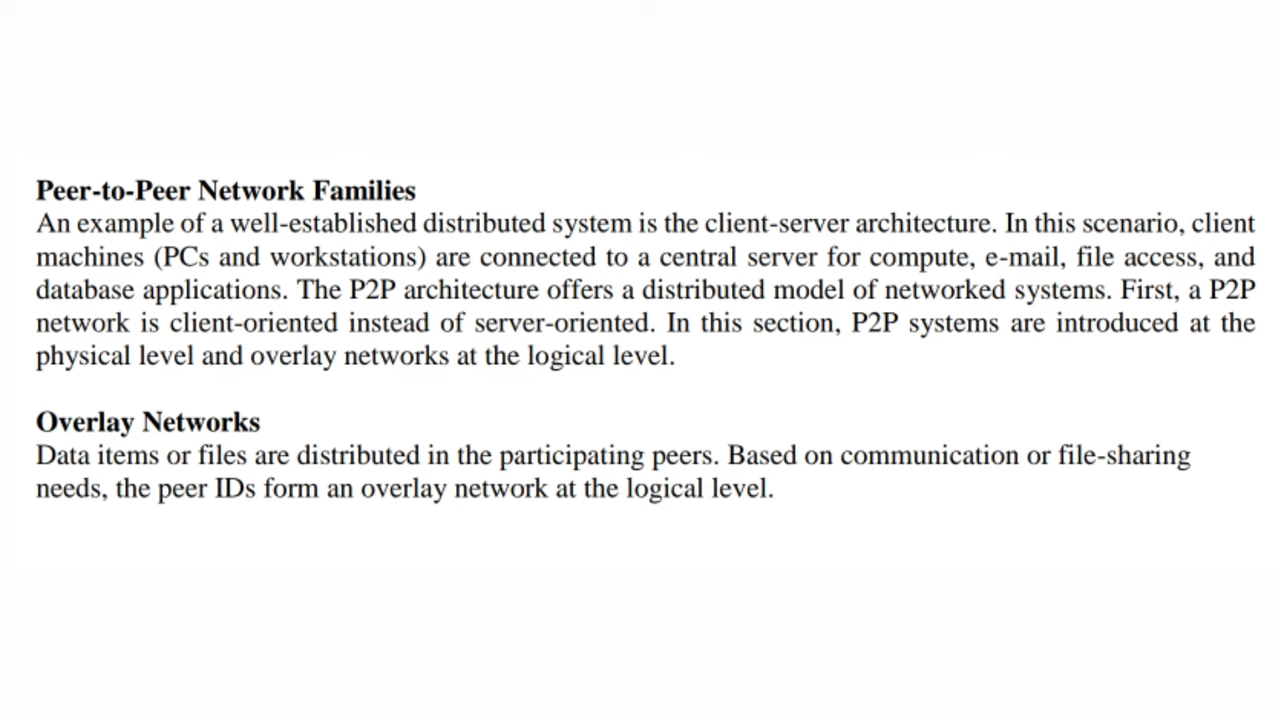 Peer-to-Peer Network Families
An example of a well-established distributed system is the client-server architecture. In this scenario, client
machines (PCs and workstations) are connected to a central server for compute, e-mail, file access, and
database applications. The P2P architecture offers a distributed model of networked systems. First, a P2P
network is client-oriented instead of server-oriented. In this section, P2P systems are introduced at the
physical level and overlay networks at the logical level.
Overlay Networks
Data items or files are distributed in the participating peers. Based on communication or file-sharing
needs, the peer IDs form an overlay network at the logical level.